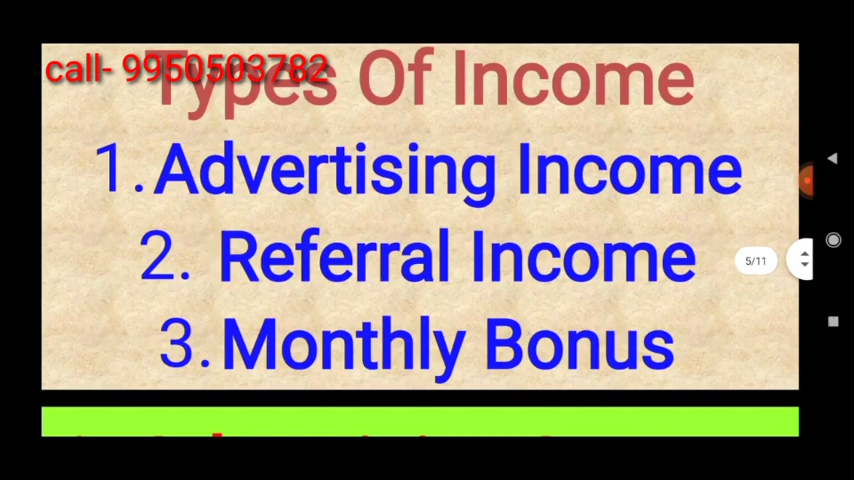 call- 9950503782
Types Of Income
1. Advertising Income
2. Referral Income
5/11
3. Monthly Bonus